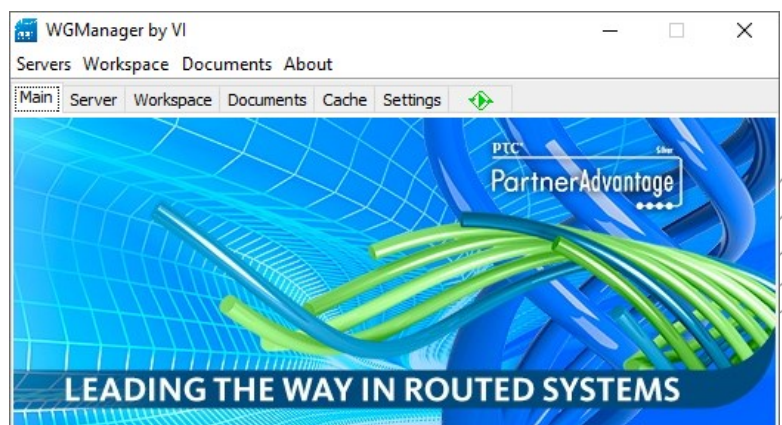 WGManager by VI
Servers Workspace Documents About
Main Server Workspace Documents Cache Settings
PTC® Silver
PartnerAdvantage
LEADING THE WAY IN ROUTED SYSTEMS